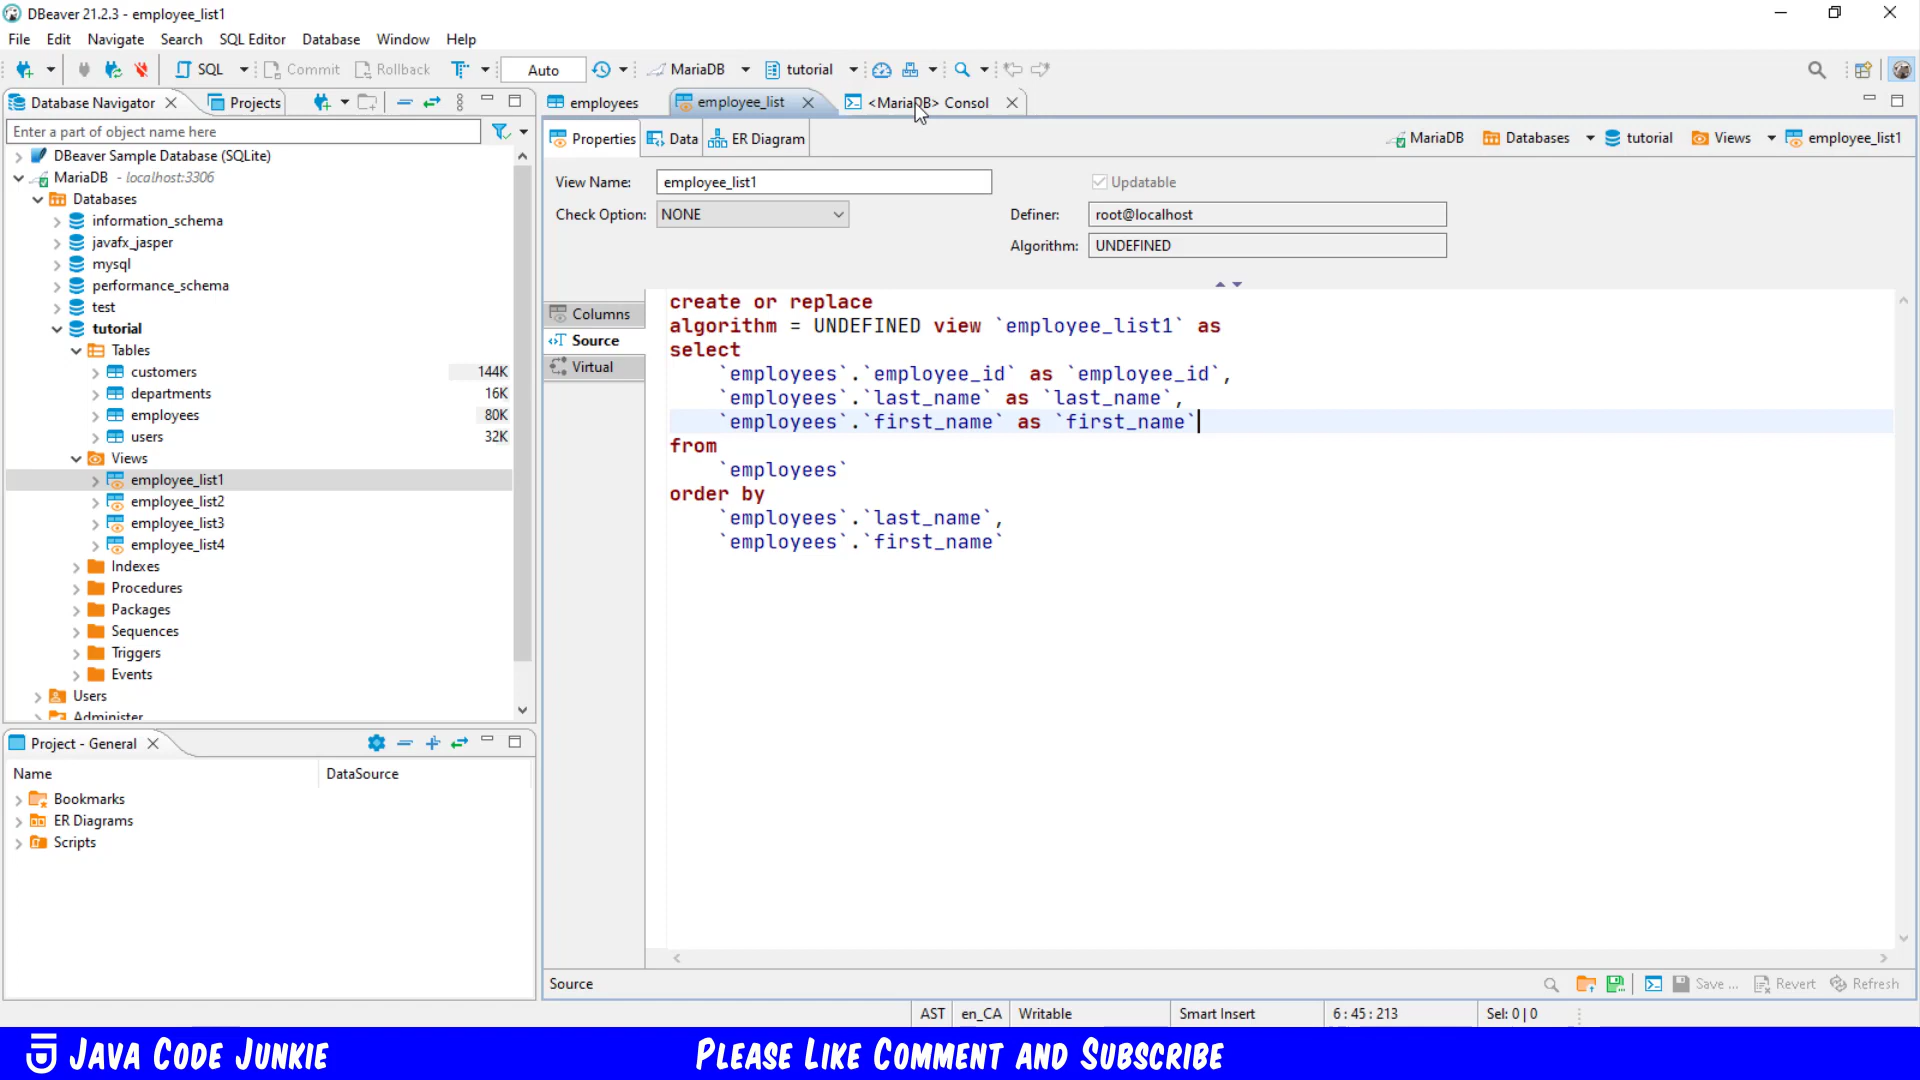 DBeaver 21.2.3 - employee_list1
File Edit Navigate Search SQL Editor Database Window Help
SQL Commit Rollback Auto MariaDB tutorial
Database Navigator Projects
Enter a part of object name here
DBeaver Sample Database (SQLite)
MariaDB - localhost:3306
Databases
information_schema
javafx_jasper
mysql
performance_schema
test
tutorial
Tables
customers 144K
departments 16K
employees 80K
users 32K
Views
employee_list1
employee_list2
employee_list3
employee_list4
Indexes
Procedures
Packages
Sequences
Triggers
Events
Users
Administer
Project - General
Name DataSource
Bookmarks
ER Diagrams
Scripts
employees employee_list <MariaDB> Consol
Properties Data ER Diagram MariaDB Databases tutorial Views employee_list1
View Name: employee_list1 Updatable
Check Option: NONE Definer: root@localhost
Algorithm: UNDEFINED
Columns
Source
Virtual
create or replace
algorithm = UNDEFINED view `employee_list1` as
select
`employees`.`employee_id` as `employee_id`,
`employees`.`last_name` as `last_name`,
`employees`.`first_name` as `first_name`
from
`employees`
order by
`employees`.`last_name`,
`employees`.`first_name`
Source Save ... Revert Refresh
AST en_CA Writable Smart Insert 6 : 45 : 213 Sel: 0 | 0
Java Code Junkie Please Like Comment and Subscribe